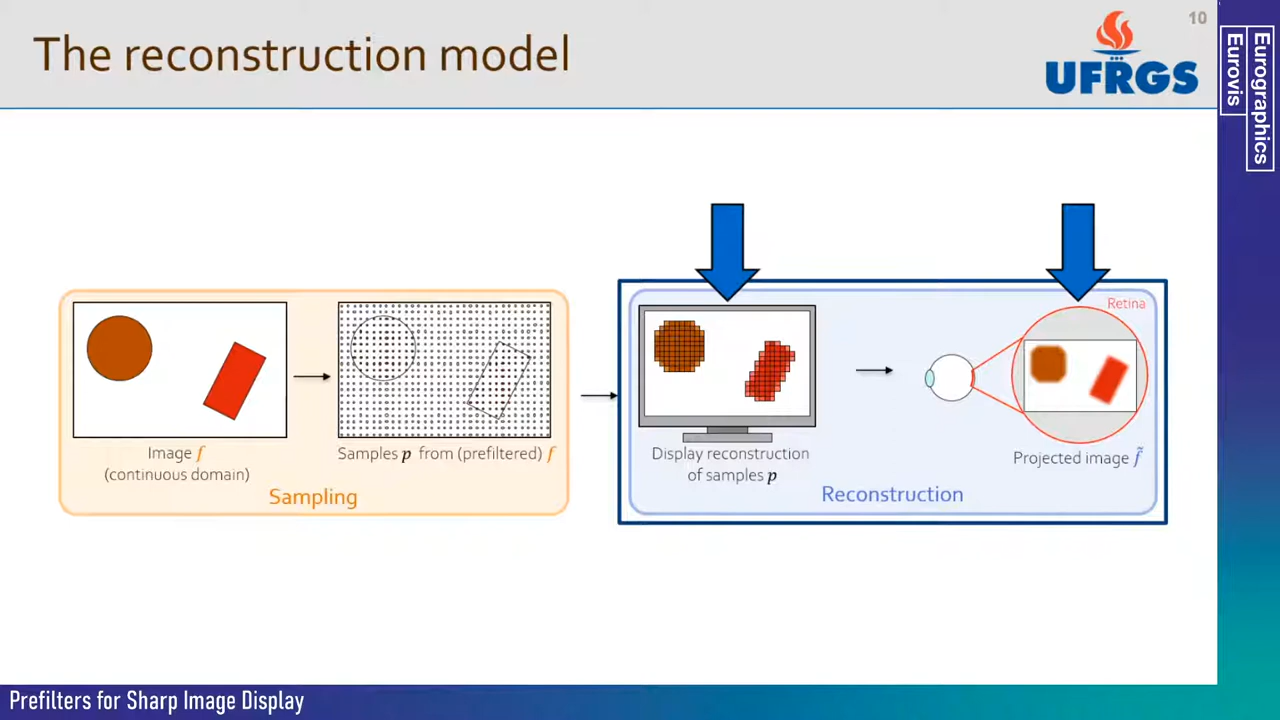 The reconstruction model
10
UFRGS
Eurographics
Eurovis
Retina
Image f
(continuous domain)
Samples p from (prefiltered) f
Sampling
Display reconstruction
of samples p
Projected image f̃
Reconstruction
Prefilters for Sharp Image Display